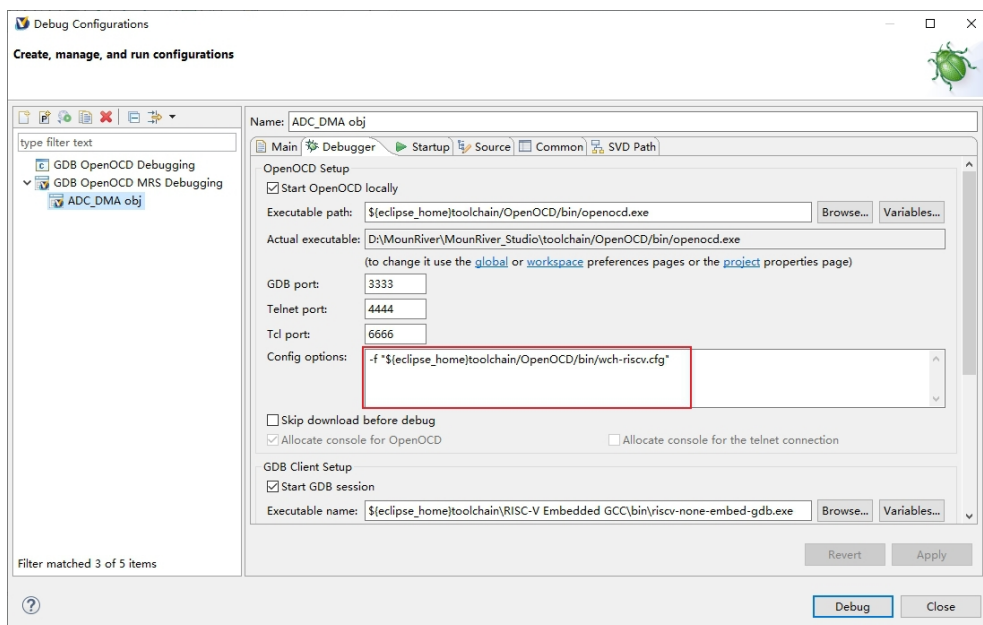 Debug Configurations
Create, manage, and run configurations
type filter text
GDB OpenOCD Debugging
GDB OpenOCD MRS Debugging
ADC_DMA obj
Filter matched 3 of 5 items
Name: ADC_DMA obj
Main Debugger Startup Source Common SVD Path
OpenOCD Setup
Start OpenOCD locally
Executable path: ${eclipse_home}toolchain/OpenOCD/bin/openocd.exe Browse... Variables...
Actual executable: D:\MounRiver\MounRiver_Studio\toolchain/OpenOCD/bin/openocd.exe
(to change it use the global or workspace preferences pages or the project properties page)
GDB port: 3333
Telnet port: 4444
Tcl port: 6666
Config options: -f "${eclipse_home}toolchain/OpenOCD/bin/wch-riscv.cfg"
Skip download before debug
Allocate console for OpenOCD Allocate console for the telnet connection
GDB Client Setup
Start GDB session
Executable name: ${eclipse_home}toolchain\RISC-V Embedded GCC\bin\riscv-none-embed-gdb.exe Browse... Variables...
Revert Apply
? Debug Close